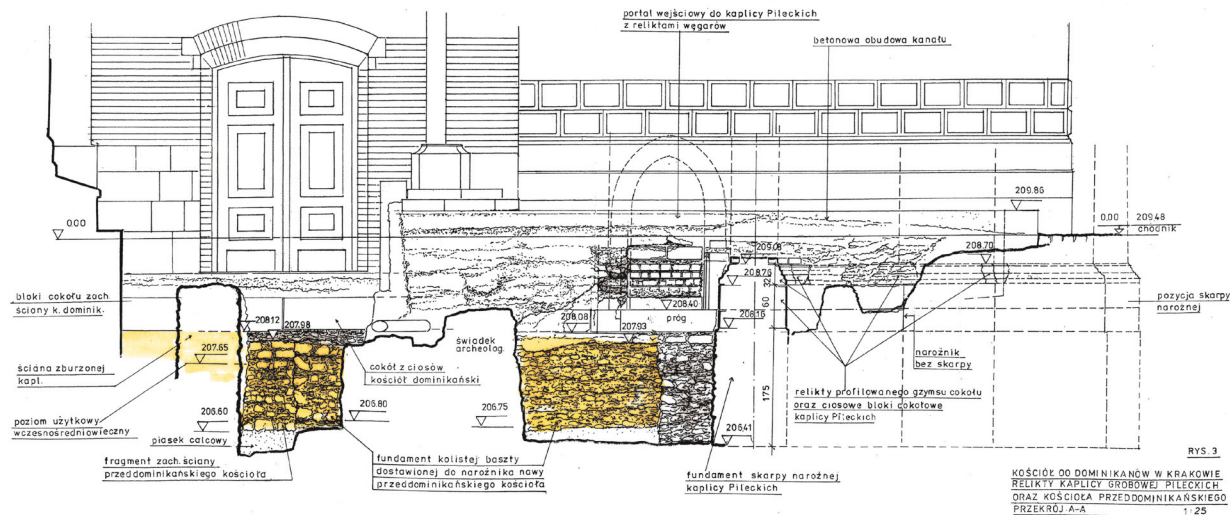 portal wejściowy do kaplicy Pileckich
z reliktami węgarów
betonowa obudowa kanału
209.86
0.00
0,00
209.48
chodnik
209.08
208.70
208.76
32
bloki cokołu zach.
ściany k. dominik.
60
208.40
próg
pozycja skarpy
narożnej
208.12
207.98
208.08
207.93
208.16
świadek
archeolog.
207.65
narożnik
bez skarpy
ściana zburzonej
kapl.
cokół z ciosów
kościół dominikański
relikty profilowanego gzymsu cokołu
oraz ciosowe bloki cokołowe
kaplicy Pileckich
175
poziom użytkowy
wczesnośredniowieczny
206.60
206.80
206.75
206,41
piasek calcowy
fragment zach. ściany
przeddominikańskiego kościoła
fundament kolistej baszty
dostawionej do narożnika nawy
przeddominikańskiego kościoła
fundament skarpy narożnej
kaplicy Pileckich
RYS. 3
KOŚCIÓŁ OO DOMINIKANÓW W KRAKOWIE
RELIKTY KAPLICY GROBOWEJ PILECKICH
ORAZ KOŚCIOŁA PRZEDDOMINIKAŃSKIEGO
PRZEKRÓJ A-A 1:25